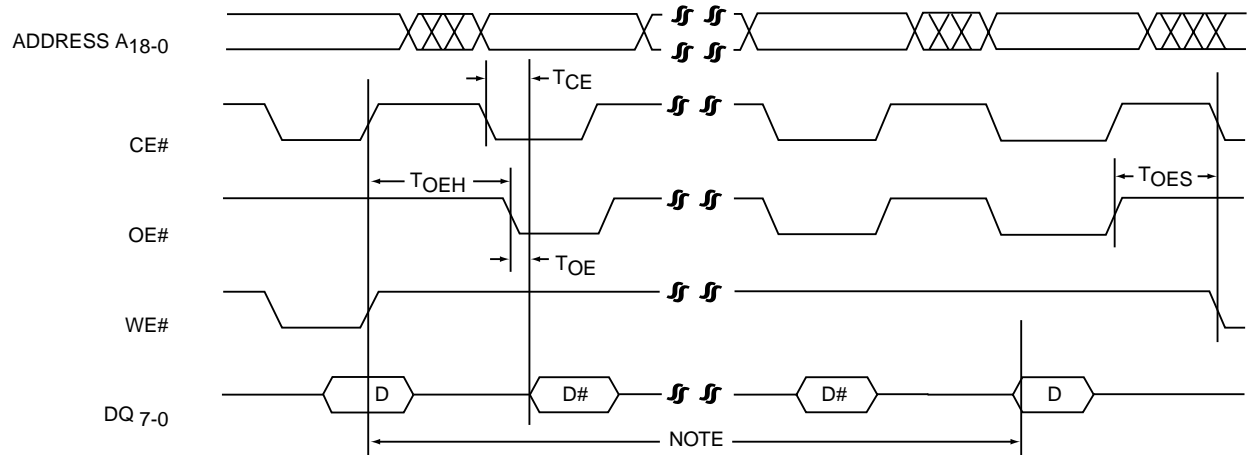 ADDRESS A18-0
TCE
CE#
TOEH
TOES
OE#
TOE
WE#
D
D#
D#
D
DQ 7-0
NOTE